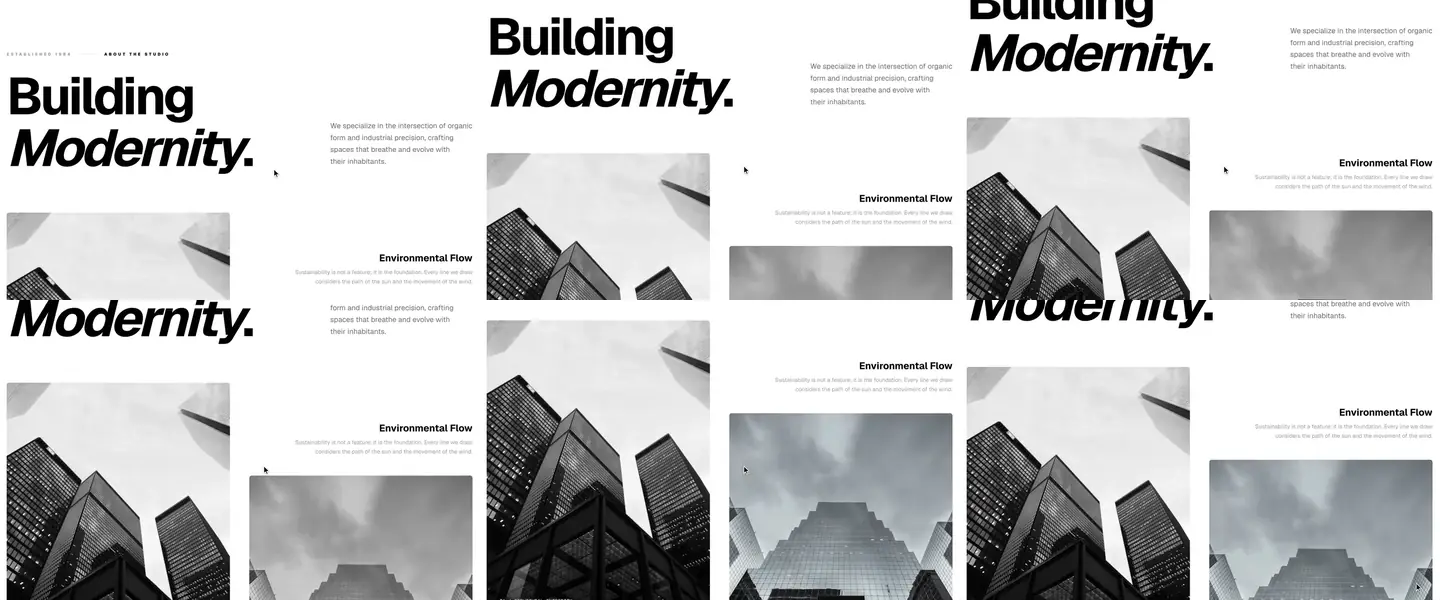 ESTABLISHED 1982 ABOUT THE STUDIO
Building
Modernity.
We specialize in the intersection of organic
form and industrial precision, crafting
spaces that breathe and evolve with
their inhabitants.
Environmental Flow
Sustainability is not a feature; it is the foundation. Every line we draw
considers the path of the sun and the movement of the wind.
Building
Modernity.
We specialize in the intersection of organic
form and industrial precision, crafting
spaces that breathe and evolve with
their inhabitants.
Environmental Flow
Sustainability is not a feature; it is the foundation. Every line we draw
considers the path of the sun and the movement of the wind.
Building
Modernity.
We specialize in the intersection of organic
form and industrial precision, crafting
spaces that breathe and evolve with
their inhabitants.
Environmental Flow
Sustainability is not a feature; it is the foundation. Every line we draw
considers the path of the sun and the movement of the wind.
Modernity.
form and industrial precision, crafting
spaces that breathe and evolve with
their inhabitants.
Environmental Flow
Sustainability is not a feature; it is the foundation. Every line we draw
considers the path of the sun and the movement of the wind.
Environmental Flow
Sustainability is not a feature; it is the foundation. Every line we draw
considers the path of the sun and the movement of the wind.
Modernity.
spaces that breathe and evolve with
their inhabitants.
Environmental Flow
Sustainability is not a feature; it is the foundation. Every line we draw
considers the path of the sun and the movement of the wind.